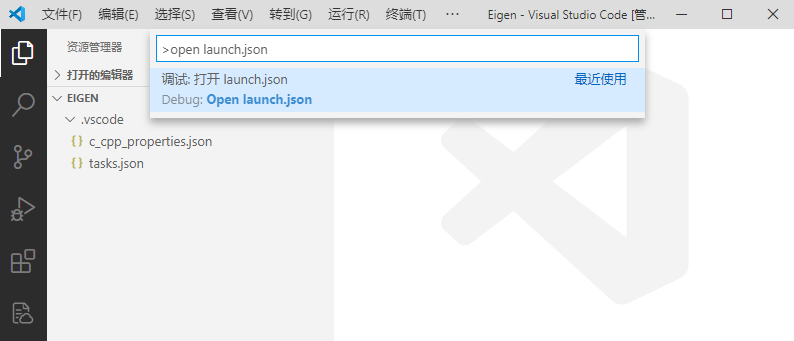 文件(F) 编辑(E) 选择(S) 查看(V) 转到(G) 运行(R) 终端(T) ··· Eigen - Visual Studio Code [管...
资源管理器
>open launch.json
打开的编辑器
调试: 打开 launch.json 最近使用
Debug: Open launch.json
EIGEN
.vscode
{} c_cpp_properties.json
{} tasks.json